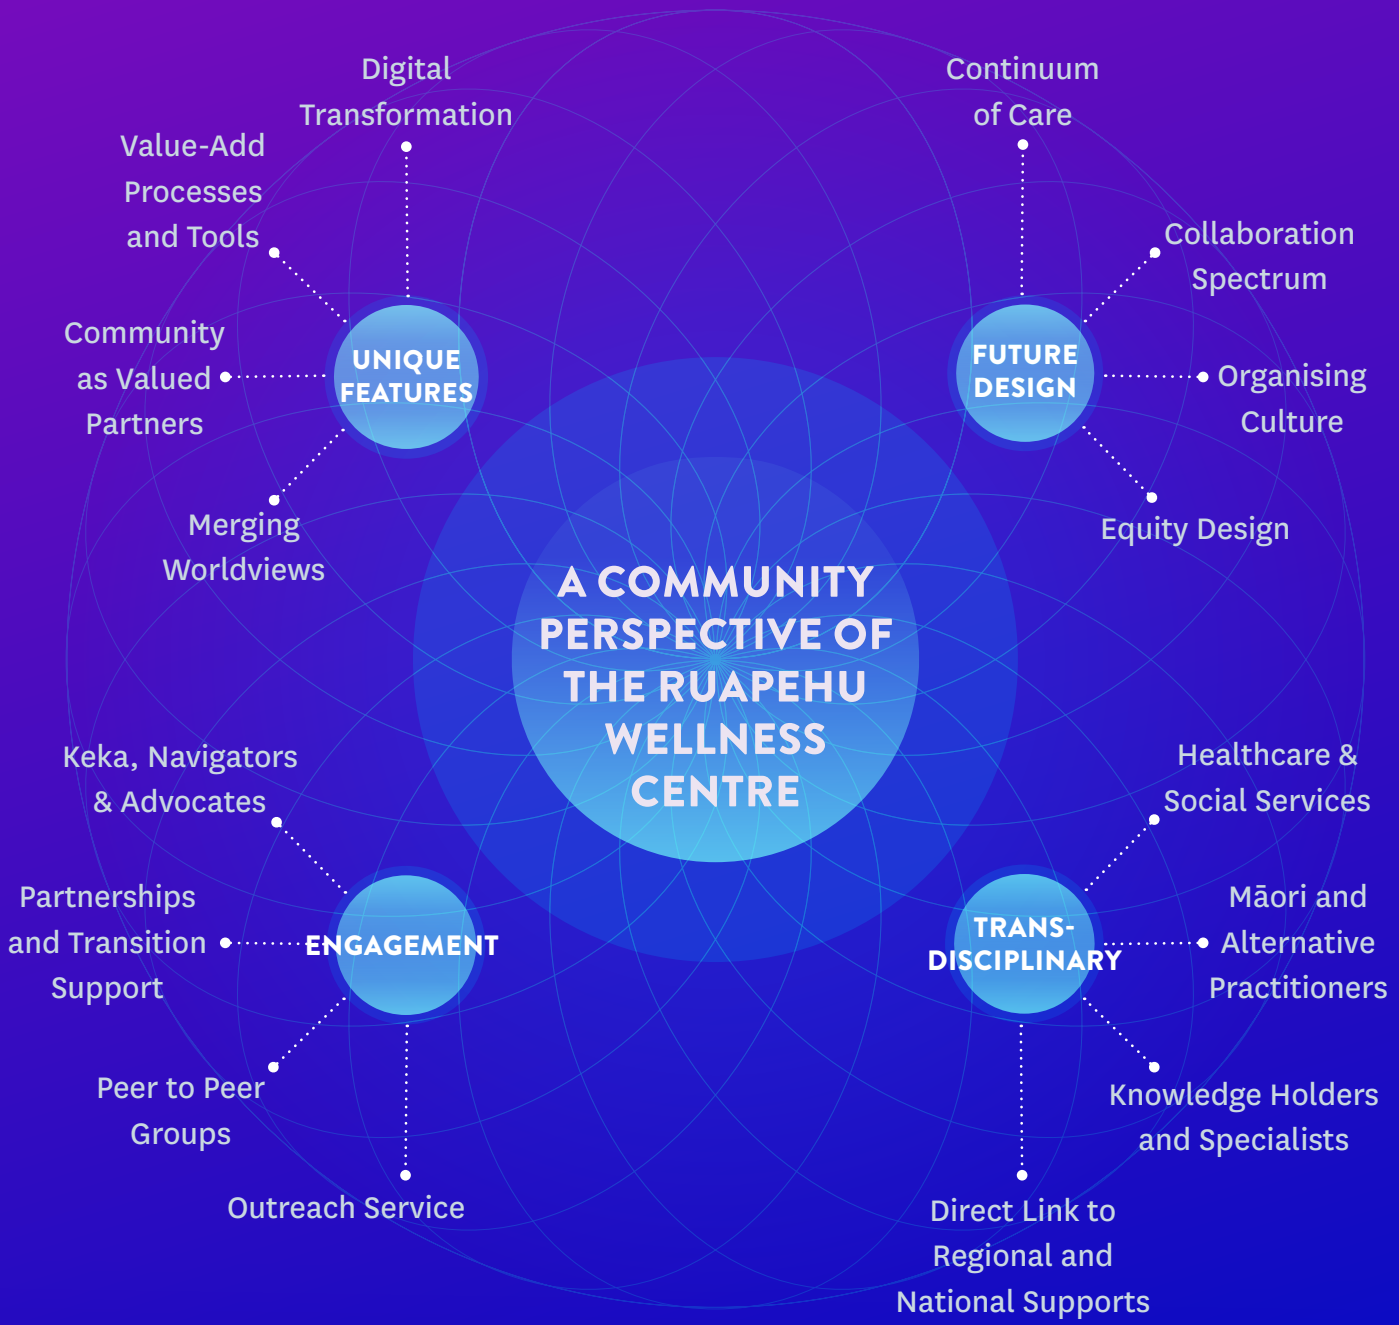 Digital
Transformation
Value-Add
Processes
and Tools
Community
as Valued
Partners
Merging
Worldviews
UNIQUE
FEATURES
Continuum
of Care
Collaboration
Spectrum
Organising
Culture
Equity Design
FUTURE
DESIGN
A COMMUNITY
PERSPECTIVE OF
THE RUAPEHU
WELLNESS
CENTRE
Keka, Navigators
& Advocates
Partnerships
and Transition
Support
Peer to Peer
Groups
Outreach Service
ENGAGEMENT
Healthcare &
Social Services
Māori and
Alternative
Practitioners
Knowledge Holders
and Specialists
Direct Link to
Regional and
National Supports
TRANS-
DISCIPLINARY